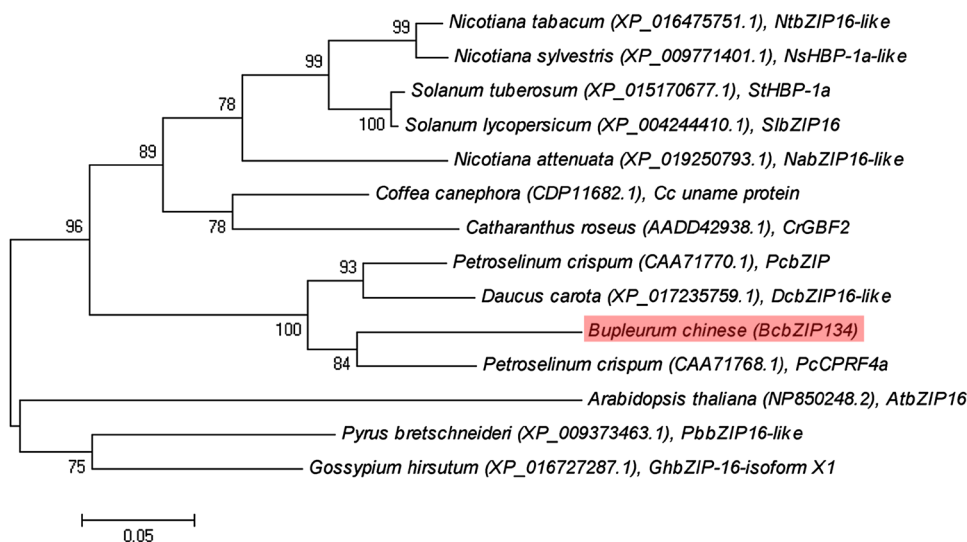 99
Nicotiana tabacum (XP_016475751.1), NtbZIP16-like
99
Nicotiana sylvestris (XP_009771401.1), NsHBP-1a-like
78
Solanum tuberosum (XP_015170677.1), StHBP-1a
100
Solanum lycopersicum (XP_004244410.1), SlbZIP16
89
Nicotiana attenuata (XP_019250793.1), NabZIP16-like
Coffea canephora (CDP11682.1), Cc uname protein
96
78
Catharanthus roseus (AADD42938.1), CrGBF2
93
Petroselinum crispum (CAA71770.1), PcbZIP
Daucus carota (XP_017235759.1), DcbZIP16-like
100
Bupleurum chinese (BcbZIP134)
84
Petroselinum crispum (CAA71768.1), PcCPRF4a
Arabidopsis thaliana (NP850248.2), AtbZIP16
Pyrus bretschneideri (XP_009373463.1), PbbZIP16-like
75
Gossypium hirsutum (XP_016727287.1), GhbZIP-16-isoform X1
0.05